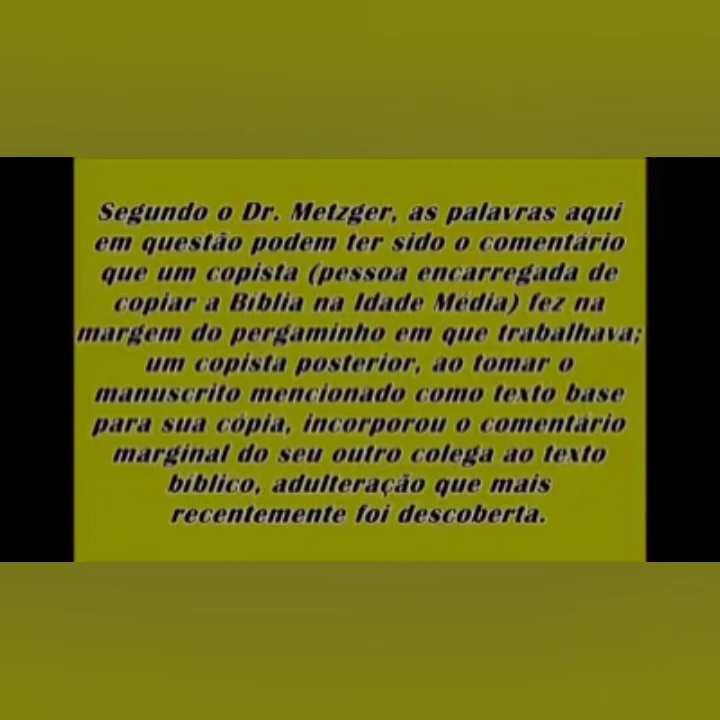 Segundo o Dr. Metzger, as palavras aqui
em questão podem ter sido o comentário
que um copista (pessoa encarregada de
copiar a Bíblia na Idade Média) fez na
margem do pergaminho em que trabalhava;
um copista posterior, ao tomar o
manuscrito mencionado como texto base
para sua cópia, incorporou o comentário
marginal do seu outro colega ao texto
bíblico, adulteração que mais
recentemente foi descoberta.